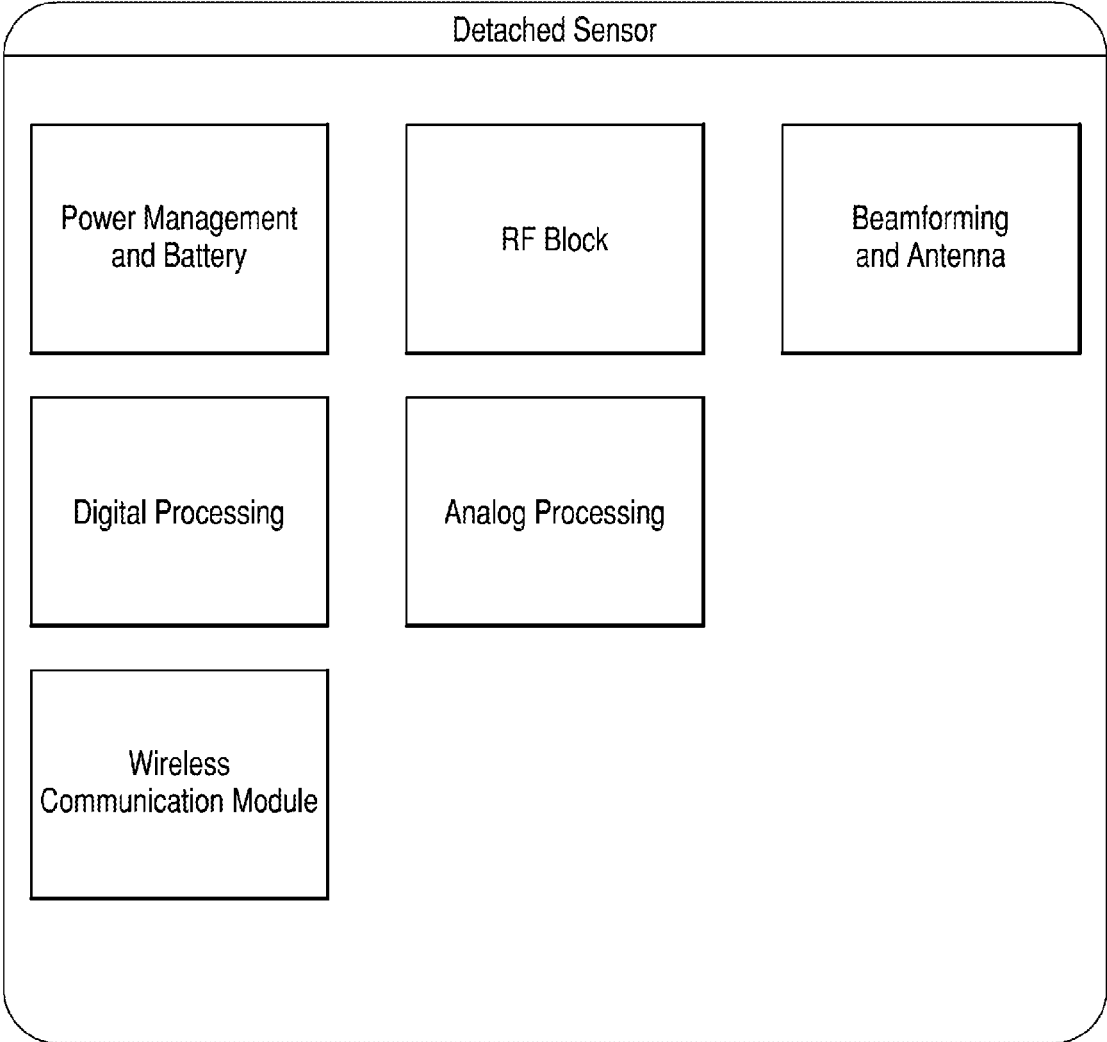 Detached Sensor
Power Management
and Battery
RF Block
Beamforming
and Antenna
Digital Processing
Analog Processing
Wireless
Communication Module